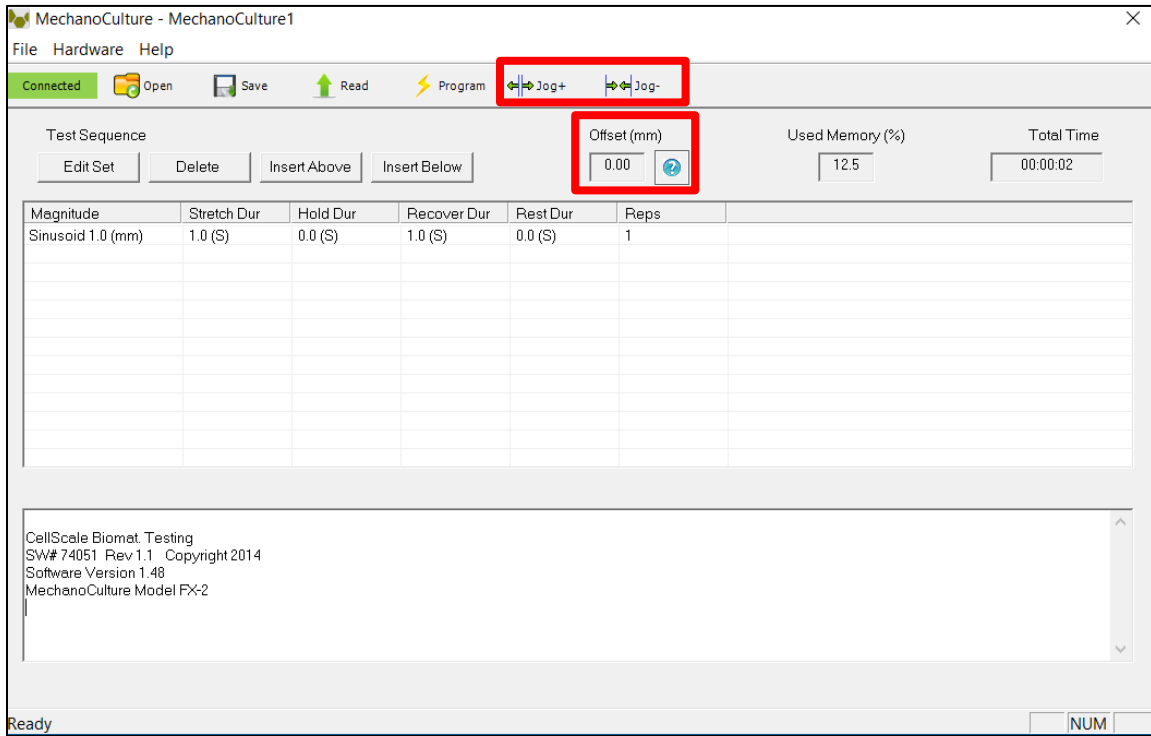 MechanoCulture - MechanoCulture1
File Hardware Help
Connected Open Save Read Program Jog+ Jog-
Test Sequence Offset (mm) Used Memory (%) Total Time
Edit Set Delete Insert Above Insert Below 0.00 ? 12.5 00:00:02
Magnitude Stretch Dur Hold Dur Recover Dur Rest Dur Reps
Sinusoid 1.0 (mm) 1.0 (S) 0.0 (S) 1.0 (S) 0.0 (S) 1
CellScale Biomat. Testing
SW# 74051 Rev 1.1 Copyright 2014
Software Version 1.48
MechanoCulture Model FX-2
Ready NUM